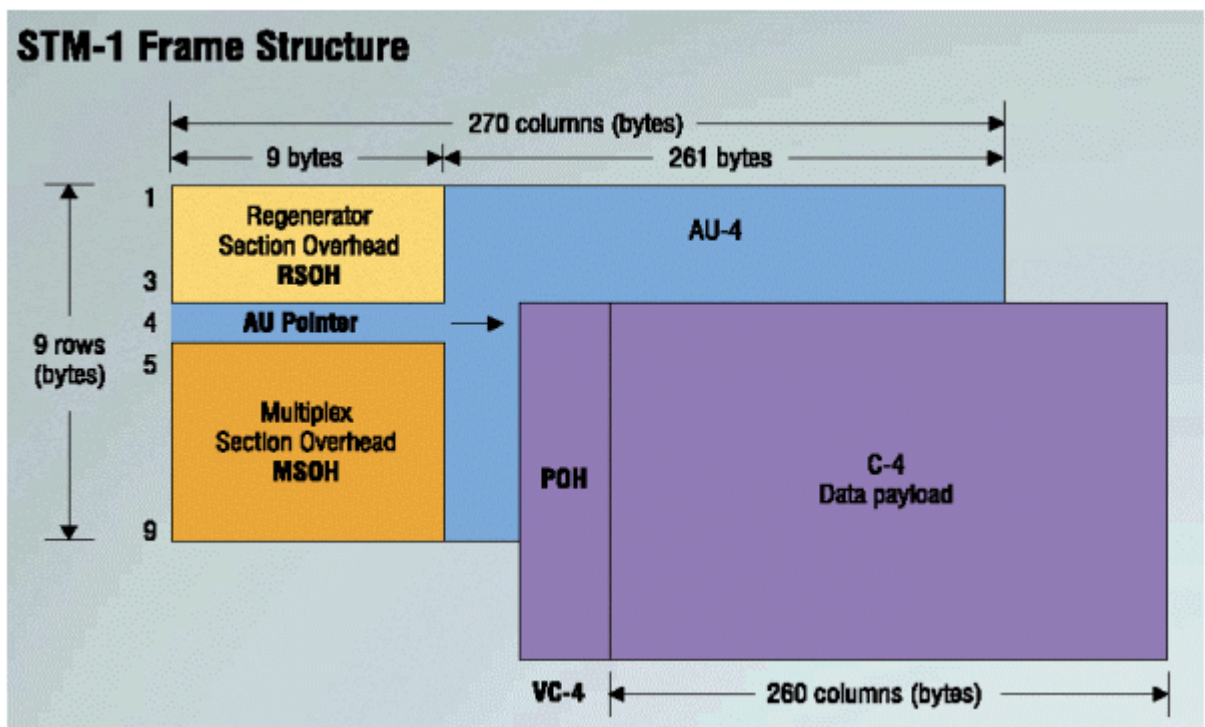 STM-1 Frame Structure
270 columns (bytes)
9 bytes
261 bytes
1
Regenerator
Section Overhead
RSOH
AU-4
3
4
AU Pointer
9 rows
(bytes)
5
Multiplex
Section Overhead
MSOH
POH
C-4
Data payload
9
VC-4
260 columns (bytes)